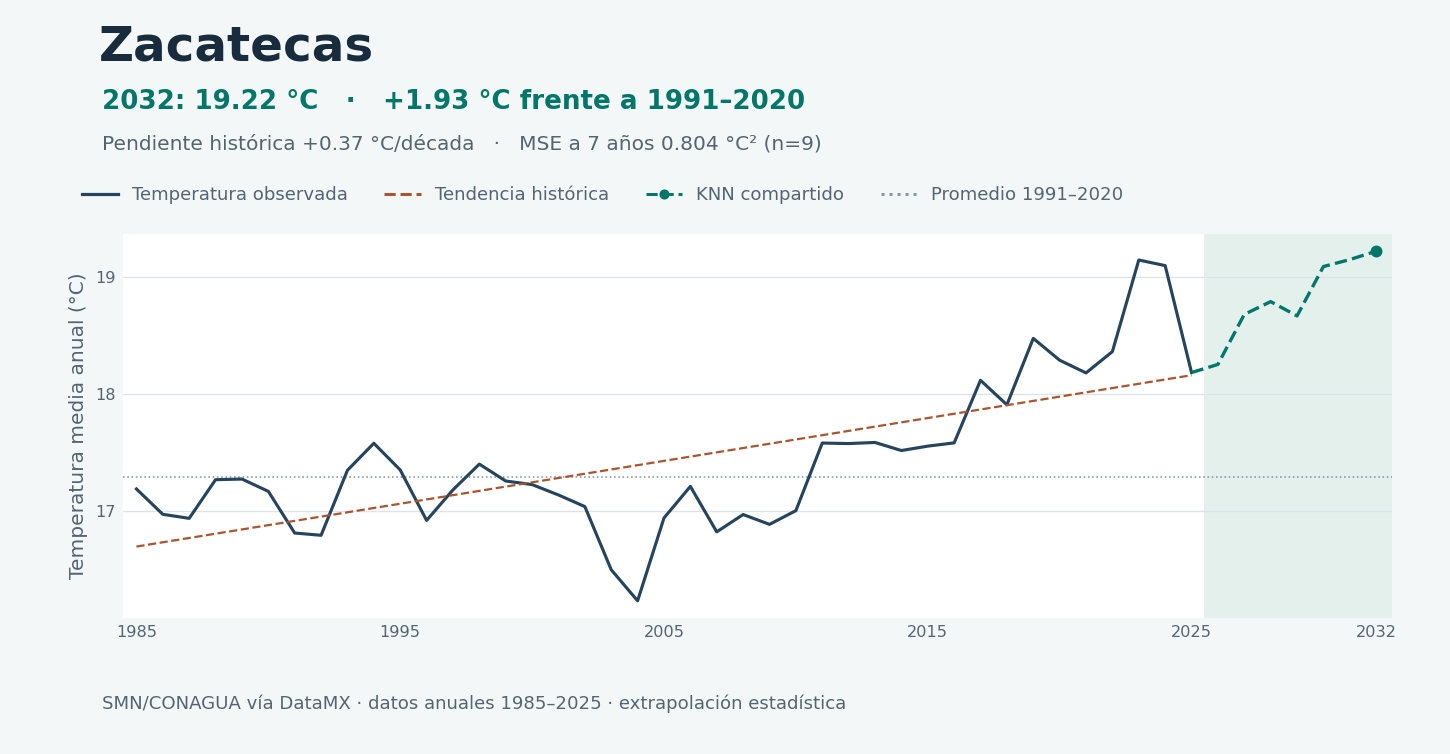 Zacatecas
2032: 19.22 °C · +1.93 °C frente a 1991–2020
Pendiente histórica +0.37 °C/década · MSE a 7 años 0.804 °C² (n=9)
Temperatura observada
Tendencia histórica
KNN compartido
Promedio 1991–2020
Temperatura media anual (°C)
19
18
17
1985
1995
2005
2015
2025
2032
SMN/CONAGUA vía DataMX · datos anuales 1985–2025 · extrapolación estadística